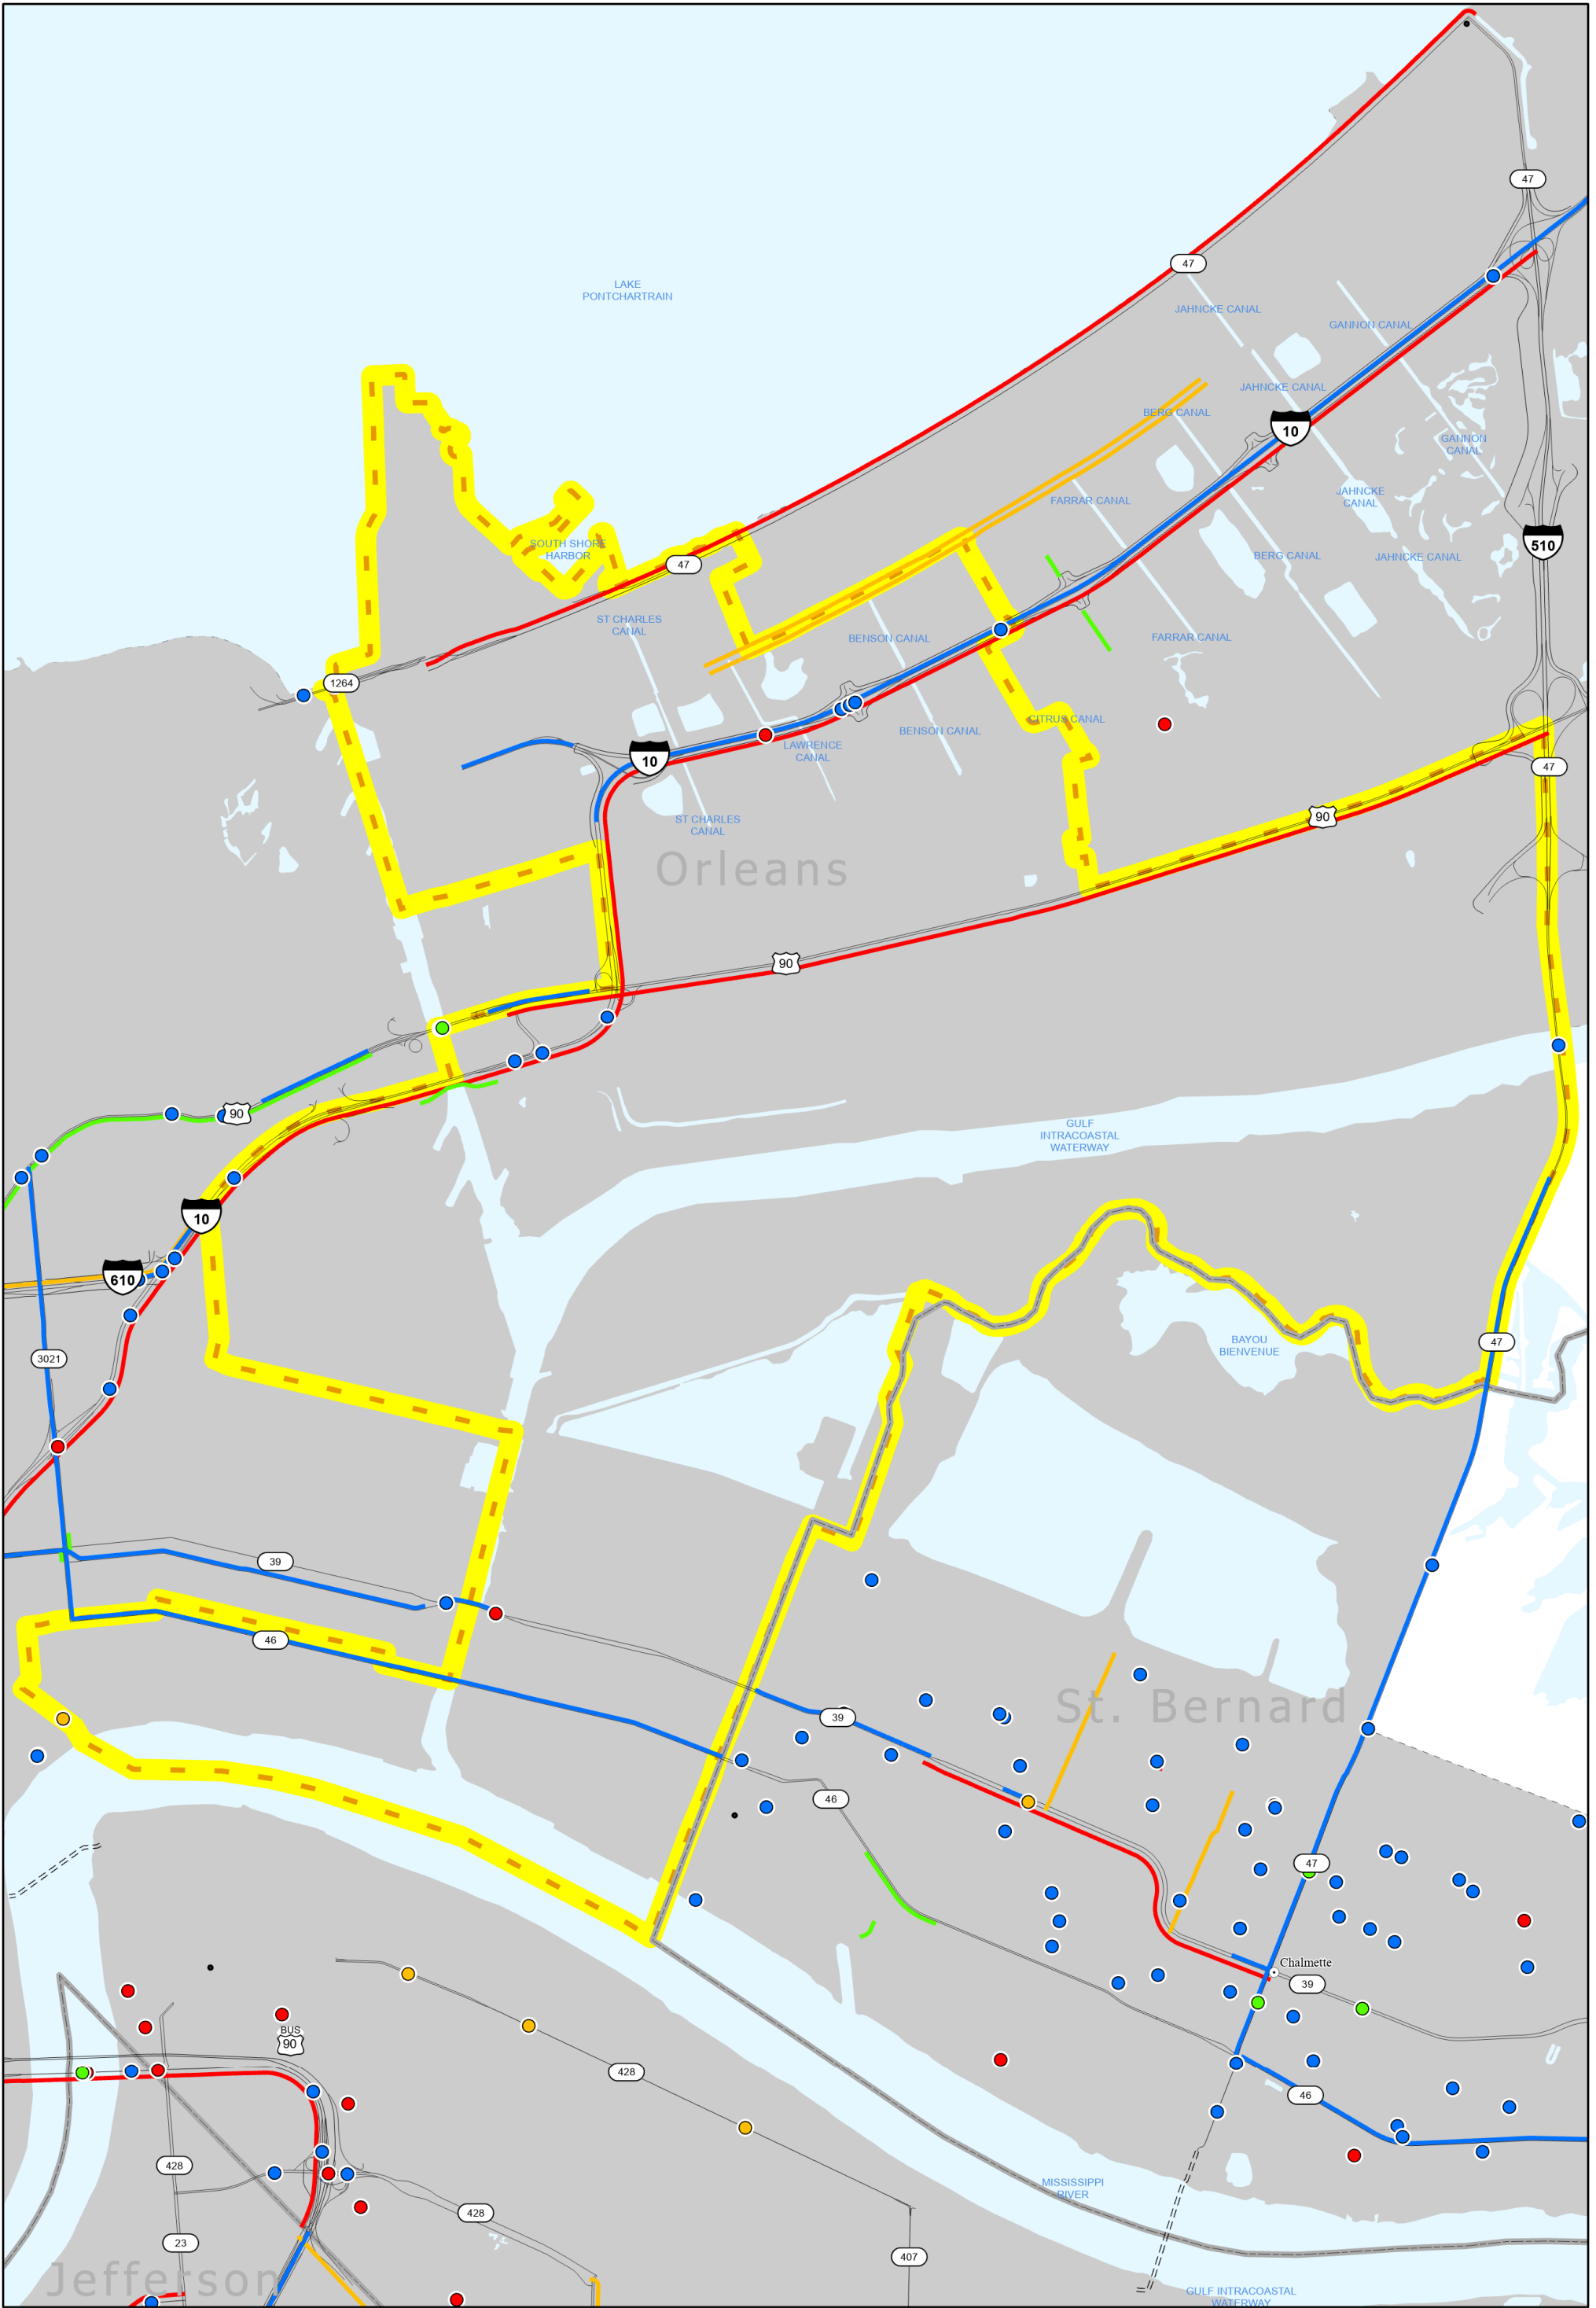 47
47
LAKE
PONTCHARTRAIN
JAHNCKE CANAL
GANNON CANAL
JAHNCKE CANAL
BERG CANAL
10
GANNON
CANAL
FARRAR CANAL
JAHNCKE
CANAL
510
SOUTH SHORE
HARBOR
BERG CANAL
JAHNCKE CANAL
47
ST CHARLES
CANAL
BENSON CANAL
FARRAR CANAL
1264
CITRUS CANAL
BENSON CANAL
LAWRENCE
CANAL
10
47
90
ST CHARLES
CANAL
Orleans
90
90
GULF
INTRACOASTAL
WATERWAY
10
610
47
BAYOU
BIENVENUE
3021
39
46
St. Bernard
39
46
47
Chalmette
39
BUS
90
428
46
428
MISSISSIPPI
RIVER
428
23
407
Jefferson
GULF INTRACOASTAL
WATERWAY